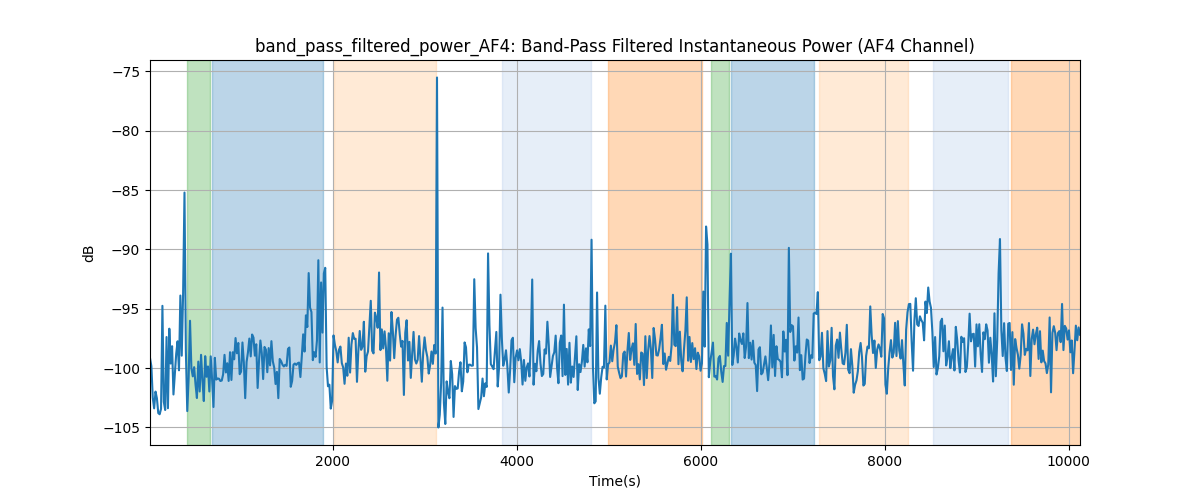 band_pass_filtered_power_AF4: Band-Pass Filtered Instantaneous Power (AF4 Channel)
−75
−80
−85
−90
−95
−100
−105
dB
2000 4000 6000 8000 10000
Time(s)